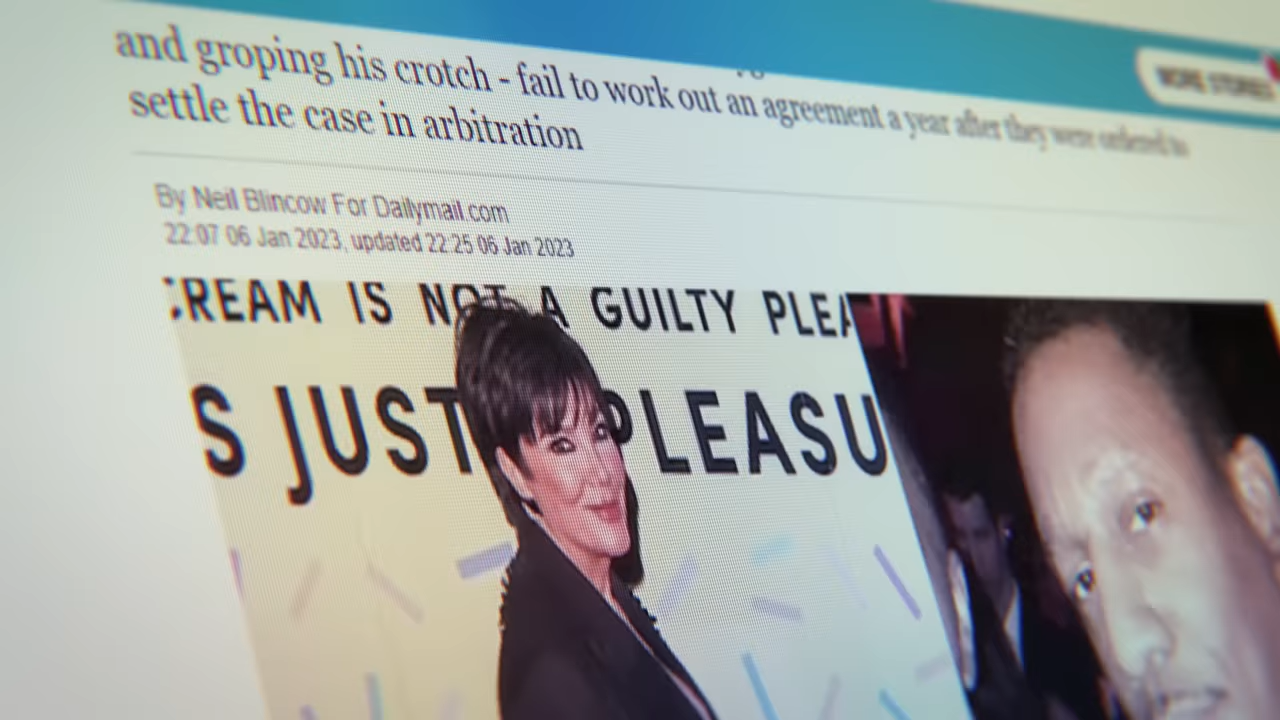 MORE STORIES
and groping his crotch - fail to work out an agreement a year after they were ordered to
settle the case in arbitration
By Neil Blincow For Dailymail.com
22:07 06 Jan 2023, updated 22:25 06 Jan 2023
CREAM IS NOT A GUILTY PLEA
S JUST PLEASU